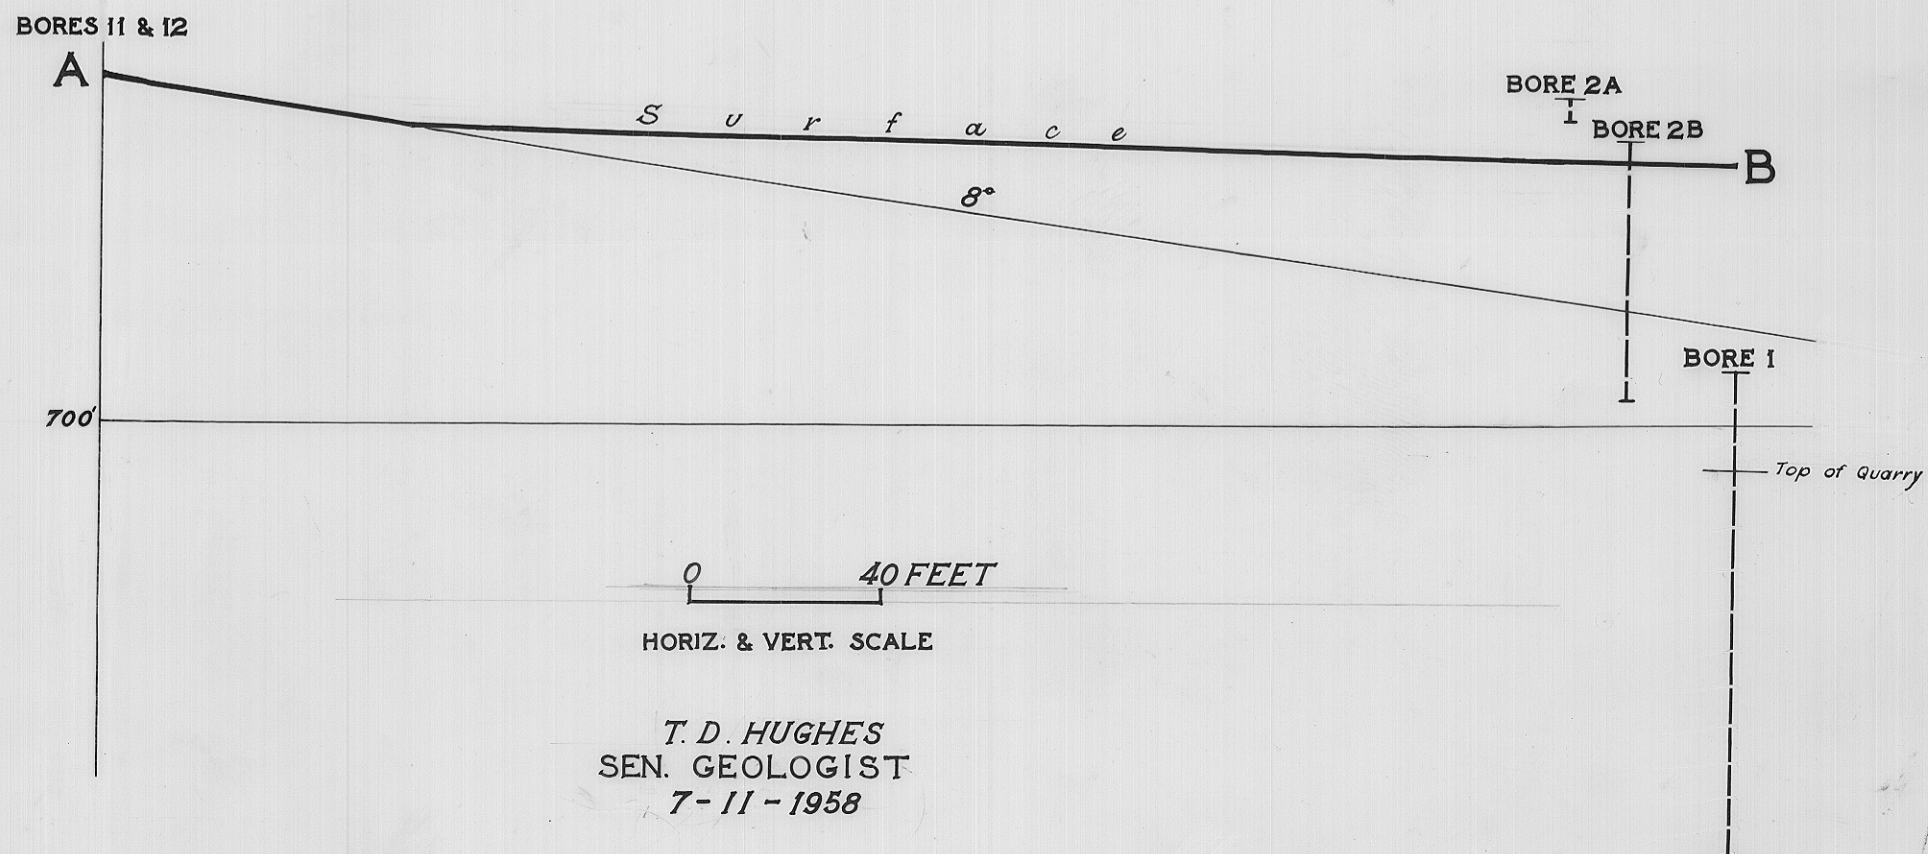 BORES 11 & 12
A
Surface
BORE 2A
BORE 2B
B
8°
BORE 1
700'
Top of Quarry
0 40 FEET
HORIZ. & VERT. SCALE
T. D. HUGHES
SEN. GEOLOGIST
7-11-1958